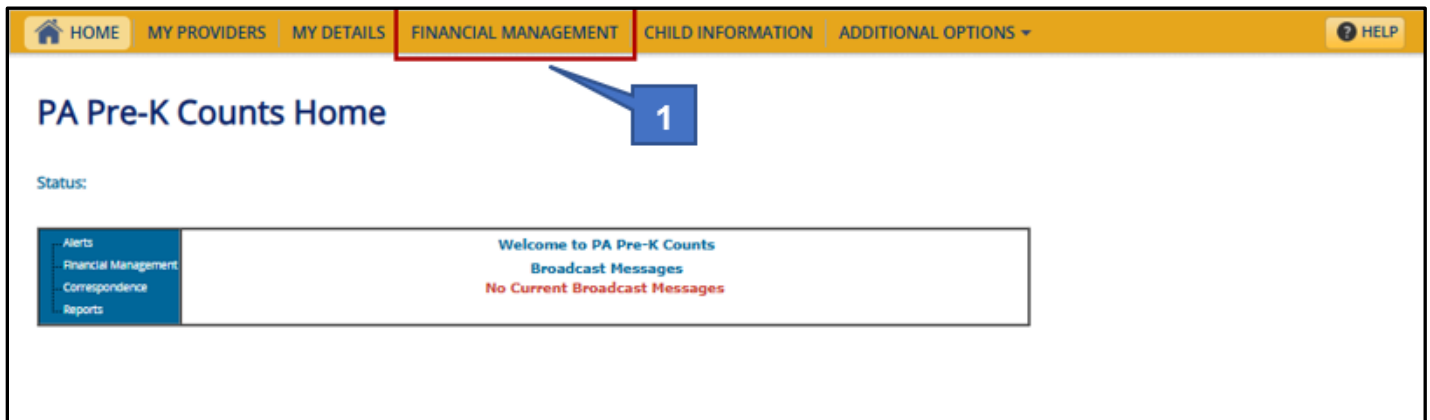 HOME MY PROVIDERS MY DETAILS FINANCIAL MANAGEMENT CHILD INFORMATION ADDITIONAL OPTIONS HELP
PA Pre-K Counts Home
1
Status:
Alerts
Financial Management
Correspondence
Reports
Welcome to PA Pre-K Counts
Broadcast Messages
No Current Broadcast Messages